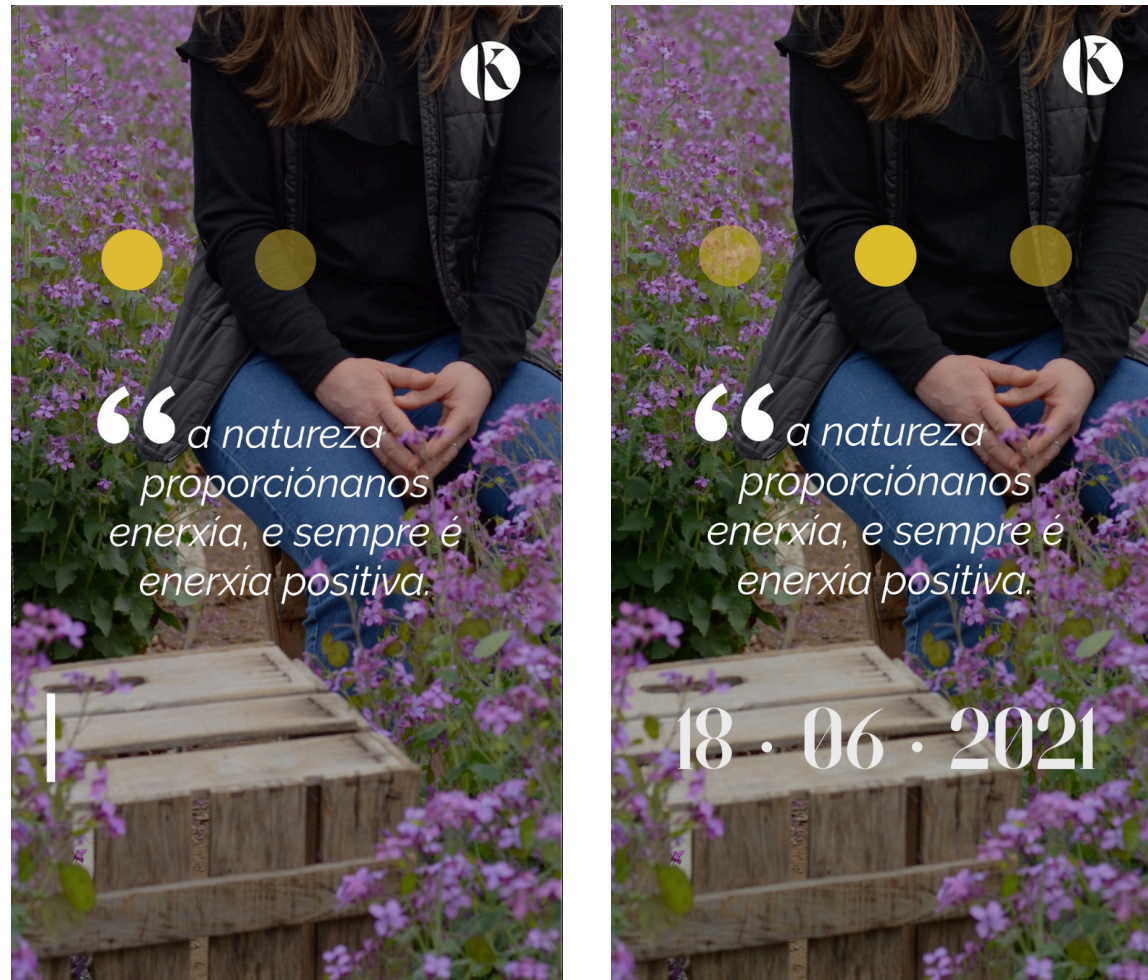 K
“ a natureza
proporciónanos
enerxía, e sempre é
enerxía positiva.
K
“ a natureza
proporciónanos
enerxía, e sempre é
enerxía positiva.
18 · 06 · 2021